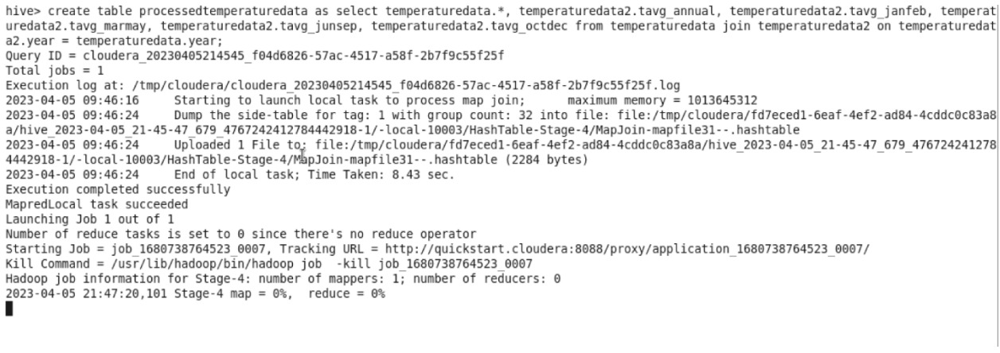 hive> create table processedtemperaturedata as select temperaturedata.*, temperaturedata2.tavg_annual, temperaturedata2.tavg_janfeb, temperat
uredata2.tavg_marmay, temperaturedata2.tavg_junsep, temperaturedata2.tavg_octdec from temperaturedata join temperaturedata2 on temperaturedat
a2.year = temperaturedata.year;
Query ID = cloudera_20230405214545_f04d6826-57ac-4517-a58f-2b7f9c55f25f
Total jobs = 1
Execution log at: /tmp/cloudera/cloudera_20230405214545_f04d6826-57ac-4517-a58f-2b7f9c55f25f.log
2023-04-05 09:46:16     Starting to launch local task to process map join;      maximum memory = 1013645312
2023-04-05 09:46:24     Dump the side-table for tag: 1 with group count: 32 into file: file:/tmp/cloudera/fd7eced1-6eaf-4ef2-ad84-4cddc0c83a8
a/hive_2023-04-05_21-45-47_679_4767242412784442918-1/-local-10003/HashTable-Stage-4/MapJoin-mapfile31--.hashtable
2023-04-05 09:46:24     Uploaded 1 File to: file:/tmp/cloudera/fd7eced1-6eaf-4ef2-ad84-4cddc0c83a8a/hive_2023-04-05_21-45-47_679_476724241278
4442918-1/-local-10003/HashTable-Stage-4/MapJoin-mapfile31--.hashtable (2284 bytes)
2023-04-05 09:46:24     End of local task; Time Taken: 8.43 sec.
Execution completed successfully
MapredLocal task succeeded
Launching Job 1 out of 1
Number of reduce tasks is set to 0 since there's no reduce operator
Starting Job = job_1680738764523_0007, Tracking URL = http://quickstart.cloudera:8088/proxy/application_1680738764523_0007/
Kill Command = /usr/lib/hadoop/bin/hadoop job  -kill job_1680738764523_0007
Hadoop job information for Stage-4: number of mappers: 1; number of reducers: 0
2023-04-05 21:47:20,101 Stage-4 map = 0%,  reduce = 0%